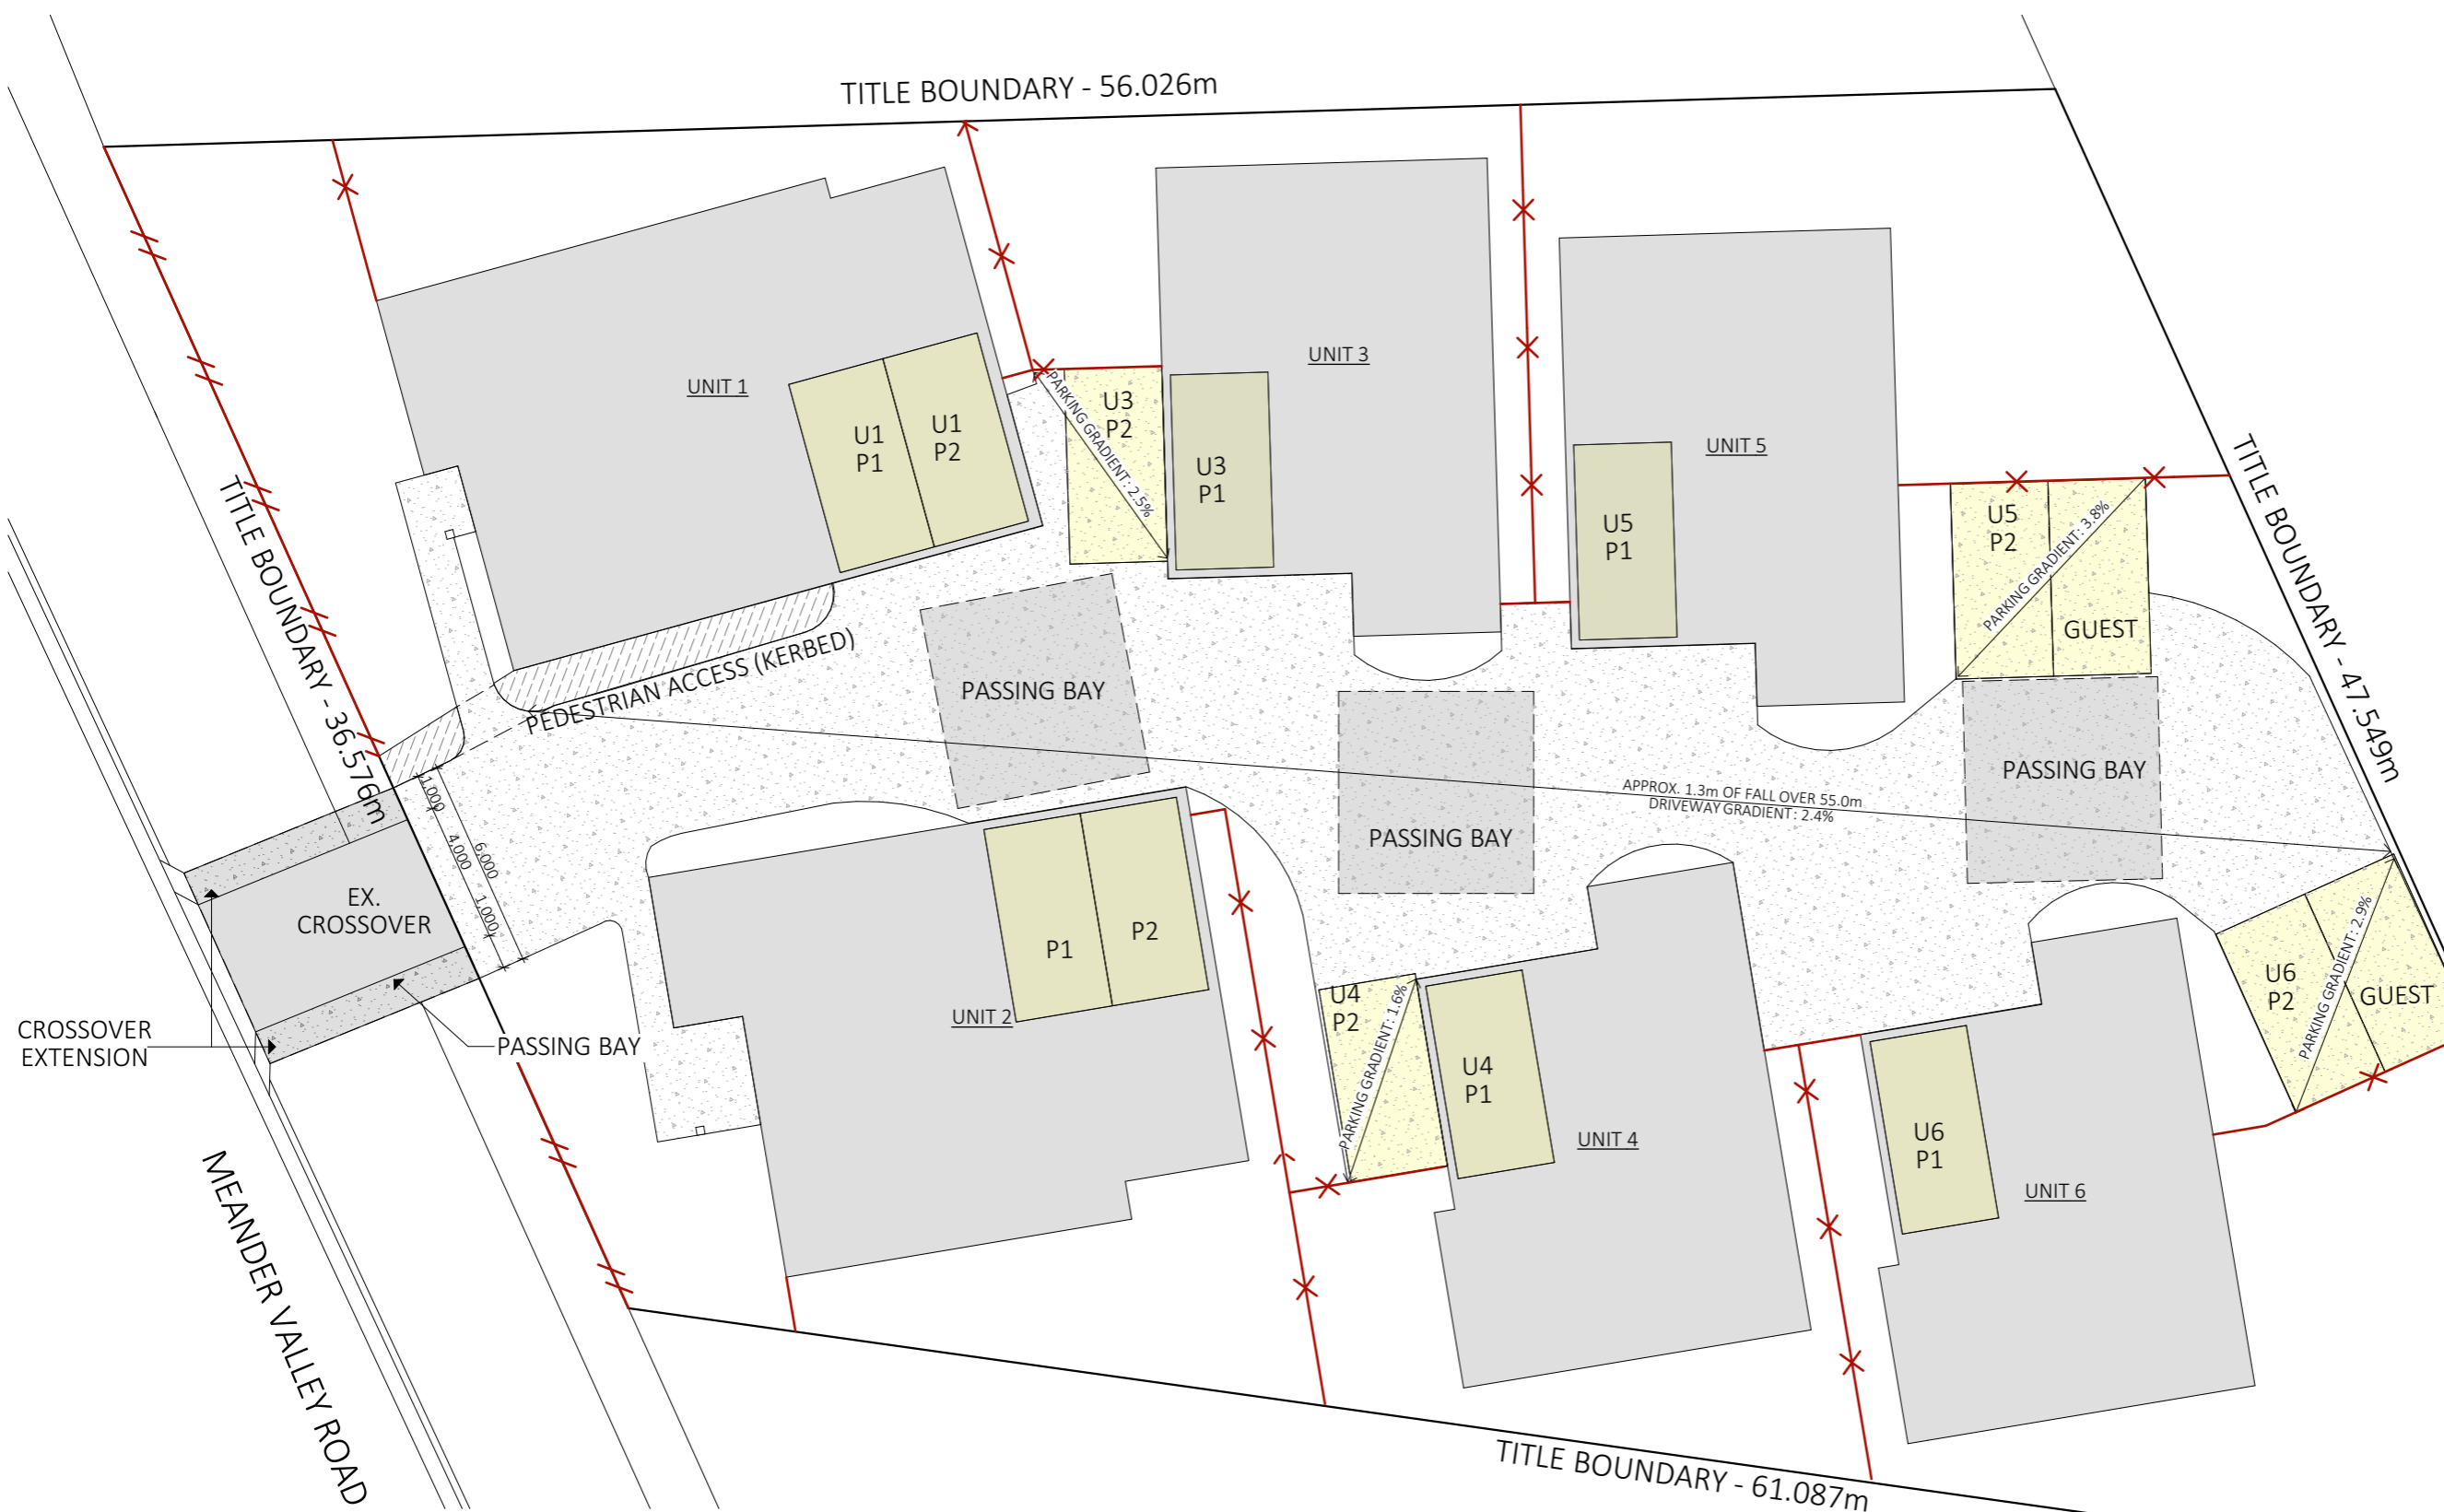 TITLE BOUNDARY - 56.026m
UNIT 1
U1
P1
U1
P2
U3
P2
PARKING GRADIENT: 2.5%
U3
P1
UNIT 3
UNIT 5
U5
P1
U5
P2
GUEST
PARKING GRADIENT: 3.8%
TITLE BOUNDARY - 47.549m
TITLE BOUNDARY - 36.576m
PEDESTRIAN ACCESS (KERBED)
PASSING BAY
PASSING BAY
PASSING BAY
APPROX. 1.3m OF FALL OVER 55.0m
DRIVEWAY GRADIENT: 2.4%
1,000
4,000
6,000
1,000
EX.
CROSSOVER
CROSSOVER
EXTENSION
PASSING BAY
P1
P2
UNIT 2
U4
P2
PARKING GRADIENT: 1.6%
U4
P1
UNIT 4
U6
P1
UNIT 6
U6
P2
GUEST
PARKING GRADIENT: 2.9%
MEANDER VALLEY ROAD
TITLE BOUNDARY - 61.087m